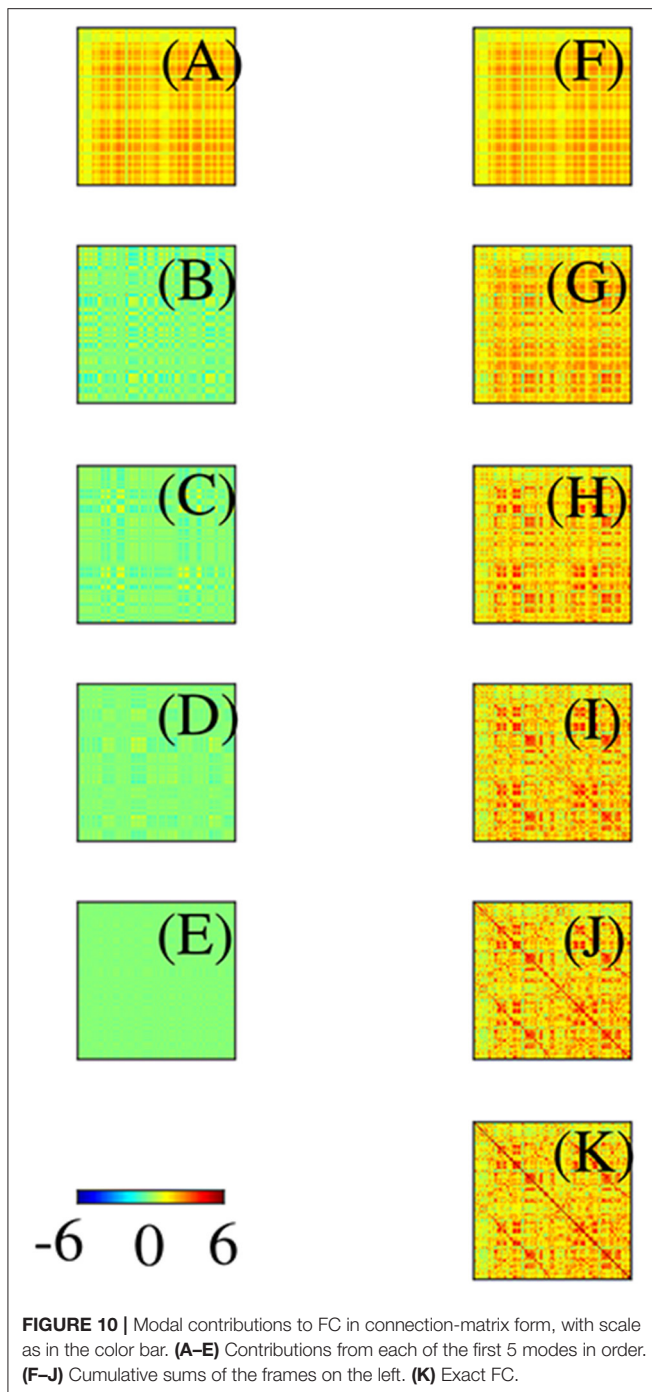 (A) (F)
(B) (G)
(C) (H)
(D) (I)
(E) (J)
(K)
-6 0 6
FIGURE 10 | Modal contributions to FC in connection-matrix form, with scale
as in the color bar. (A–E) Contributions from each of the first 5 modes in order.
(F–J) Cumulative sums of the frames on the left. (K) Exact FC.